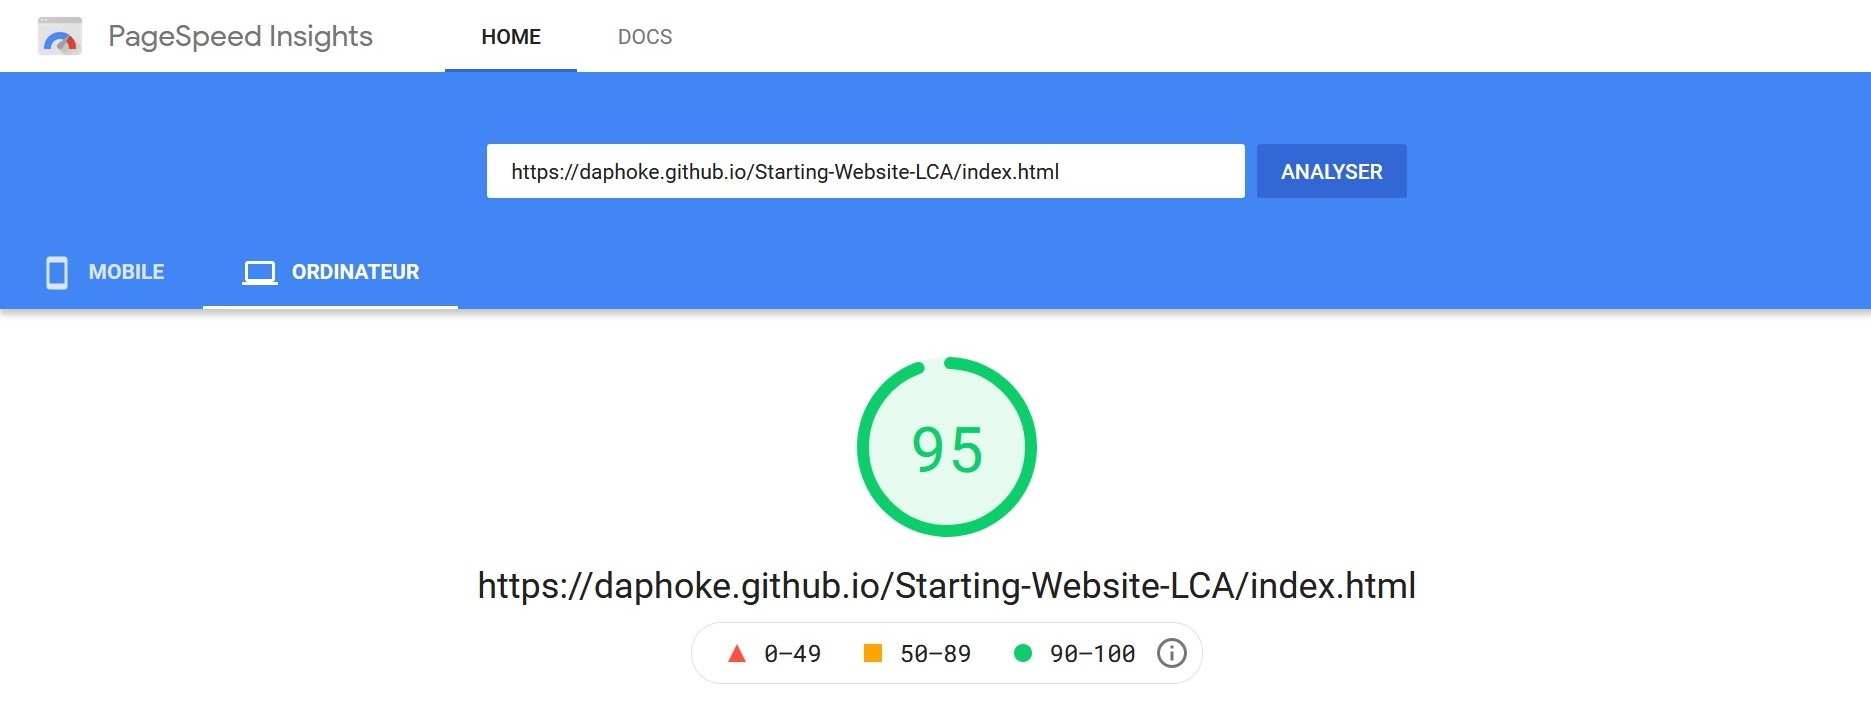 PageSpeed Insights
HOME
DOCS
https://daphoke.github.io/Starting-Website-LCA/index.html
ANALYSER
MOBILE
ORDINATEUR
95
https://daphoke.github.io/Starting-Website-LCA/index.html
0–49
50–89
90–100